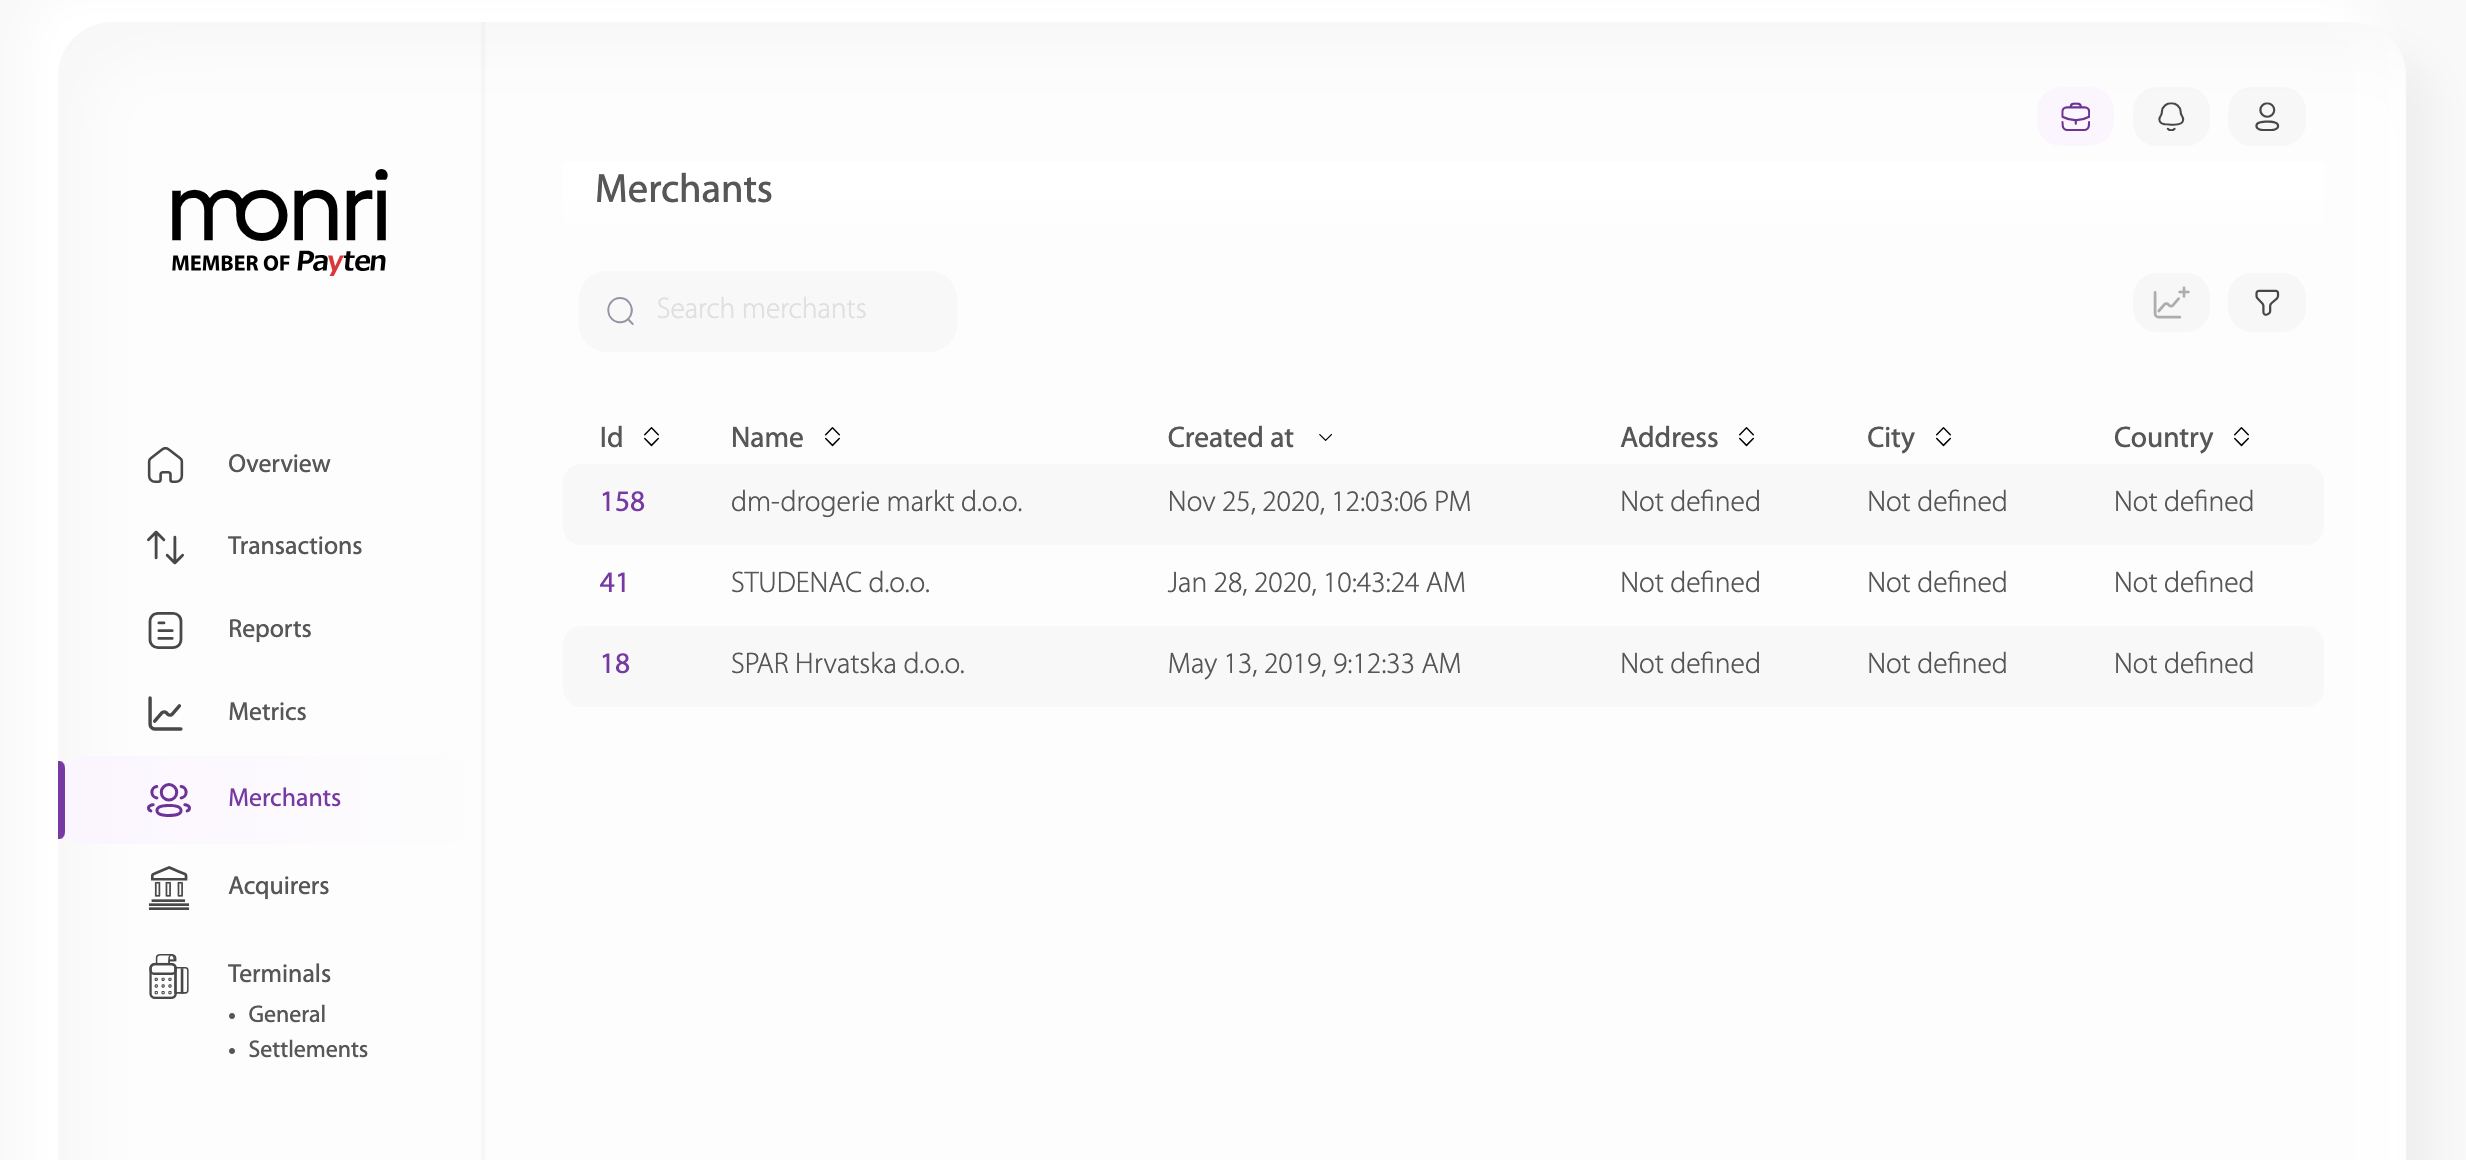 monri
MEMBER OF Payten
Overview
Transactions
Reports
Metrics
Merchants
Acquirers
Terminals
• General
• Settlements
Merchants
Search merchants
Id Name Created at Address City Country
158 dm-drogerie markt d.o.o. Nov 25, 2020, 12:03:06 PM Not defined Not defined Not defined
41 STUDENAC d.o.o. Jan 28, 2020, 10:43:24 AM Not defined Not defined Not defined
18 SPAR Hrvatska d.o.o. May 13, 2019, 9:12:33 AM Not defined Not defined Not defined